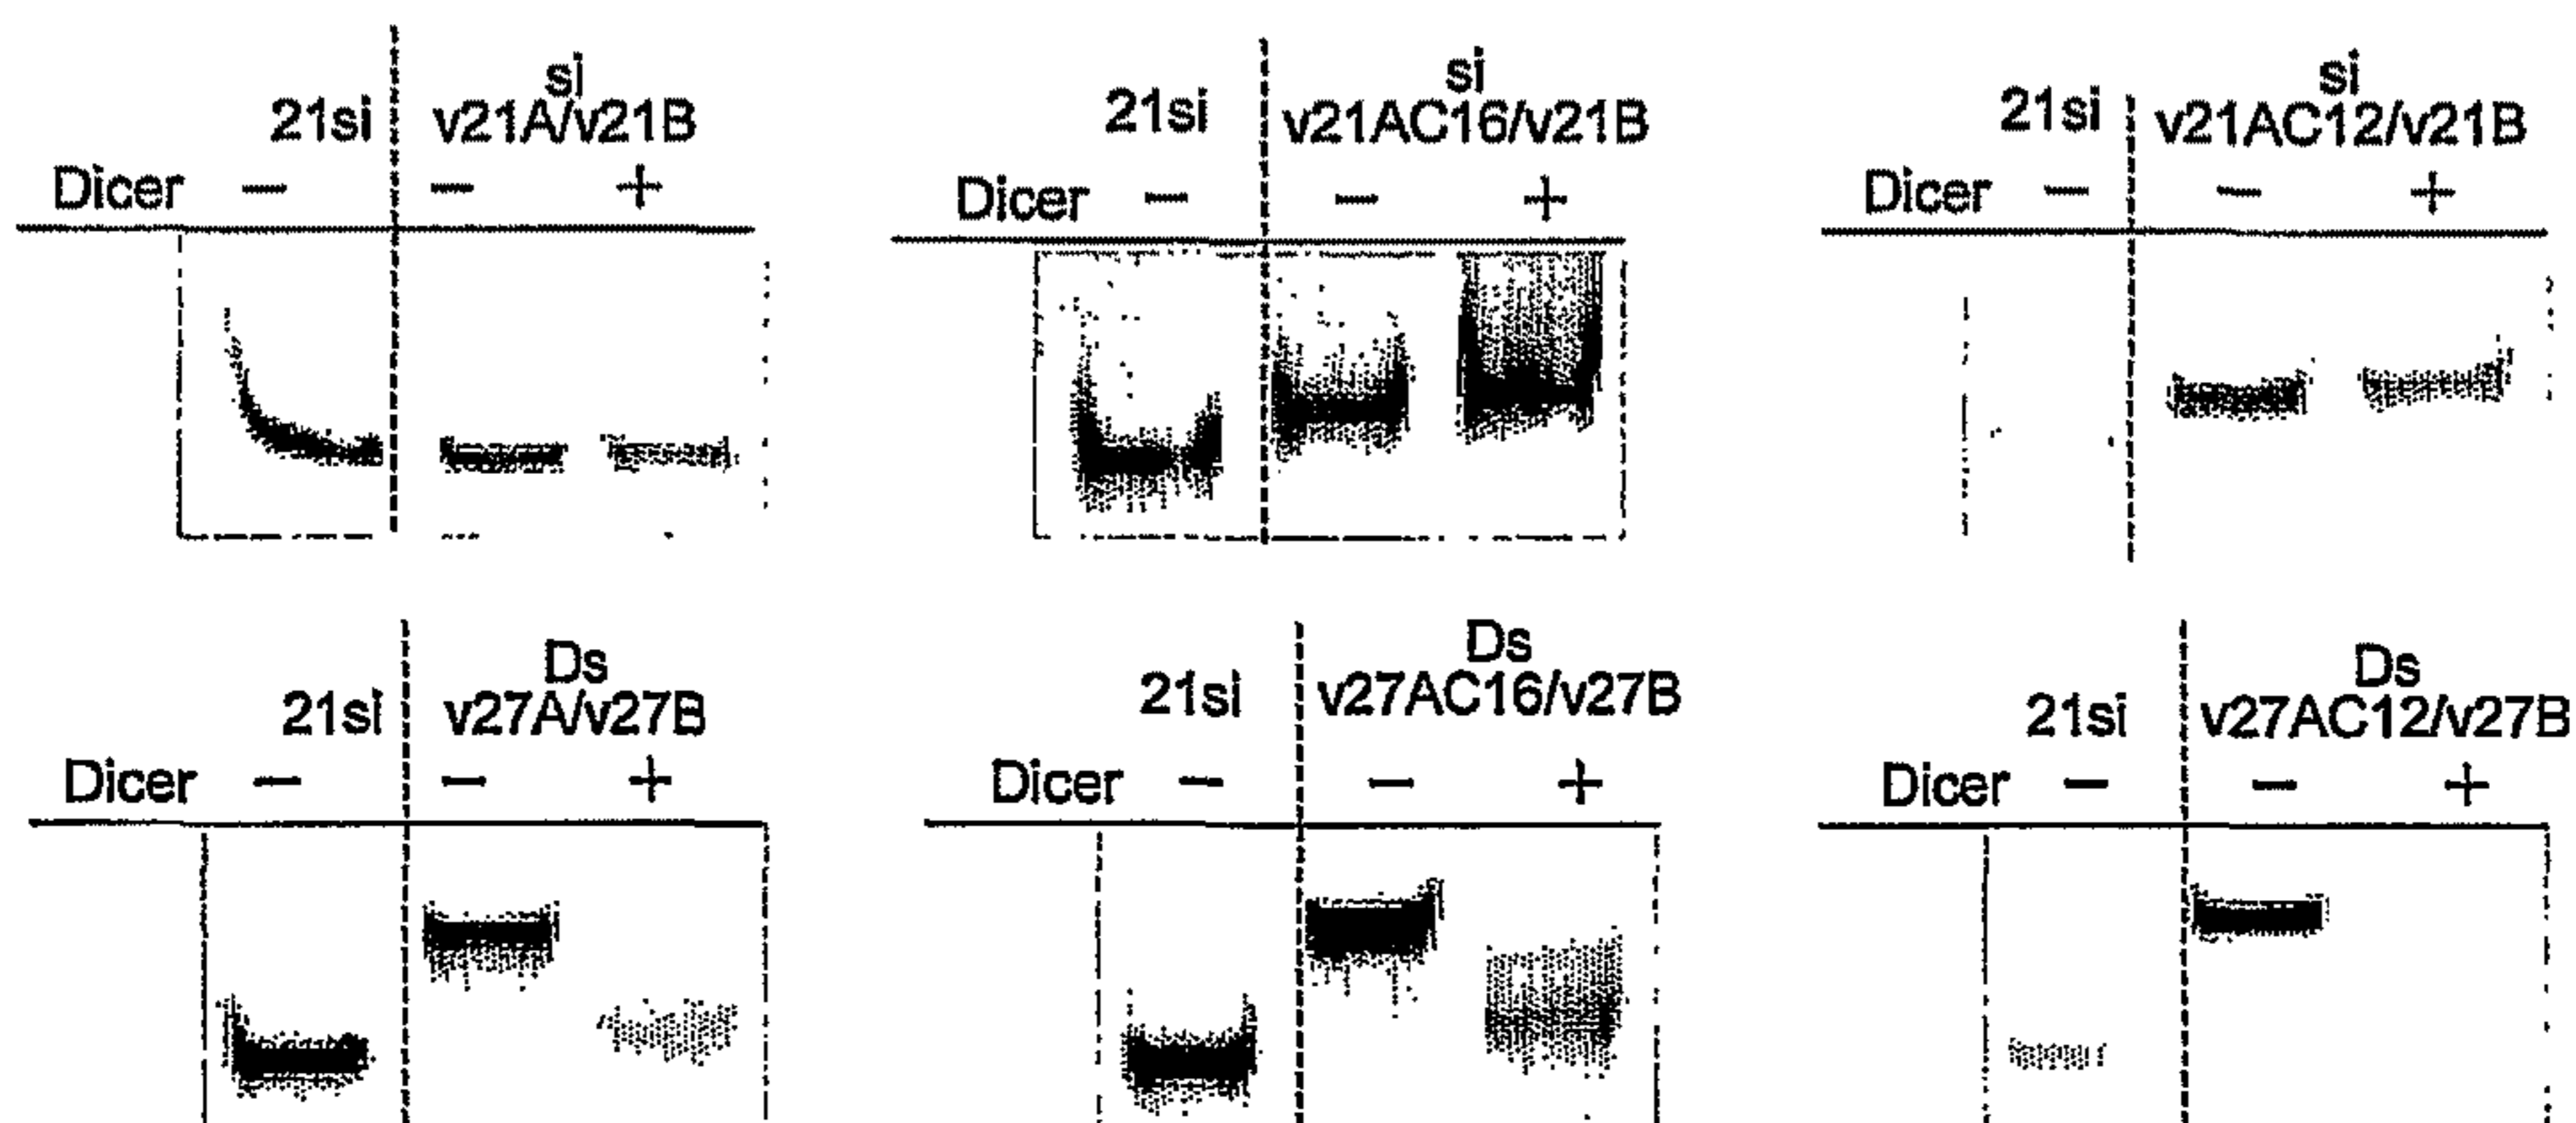 si
21si v21A/v21B
Dicer − − +
si
21si v21AC16/v21B
Dicer − − +
si
21si v21AC12/v21B
Dicer − − +
Ds
21si v27A/v27B
Dicer − − +
Ds
21si v27AC16/v27B
Dicer − − +
Ds
21si v27AC12/v27B
Dicer − − +